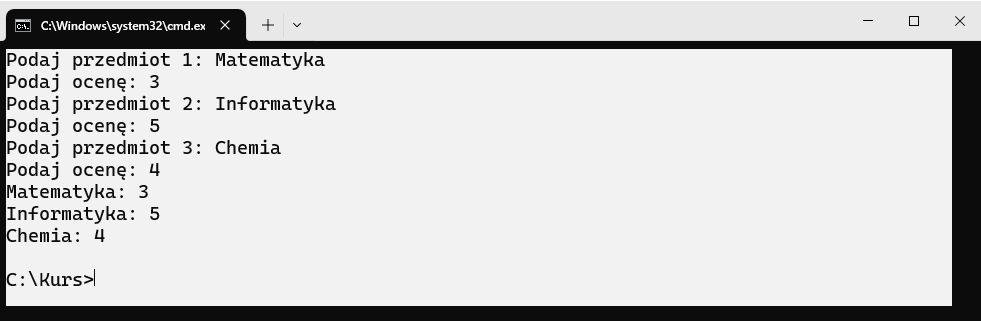 C:\Windows\system32\cmd.ex
Podaj przedmiot 1: Matematyka
Podaj ocenę: 3
Podaj przedmiot 2: Informatyka
Podaj ocenę: 5
Podaj przedmiot 3: Chemia
Podaj ocenę: 4
Matematyka: 3
Informatyka: 5
Chemia: 4
C:\Kurs>